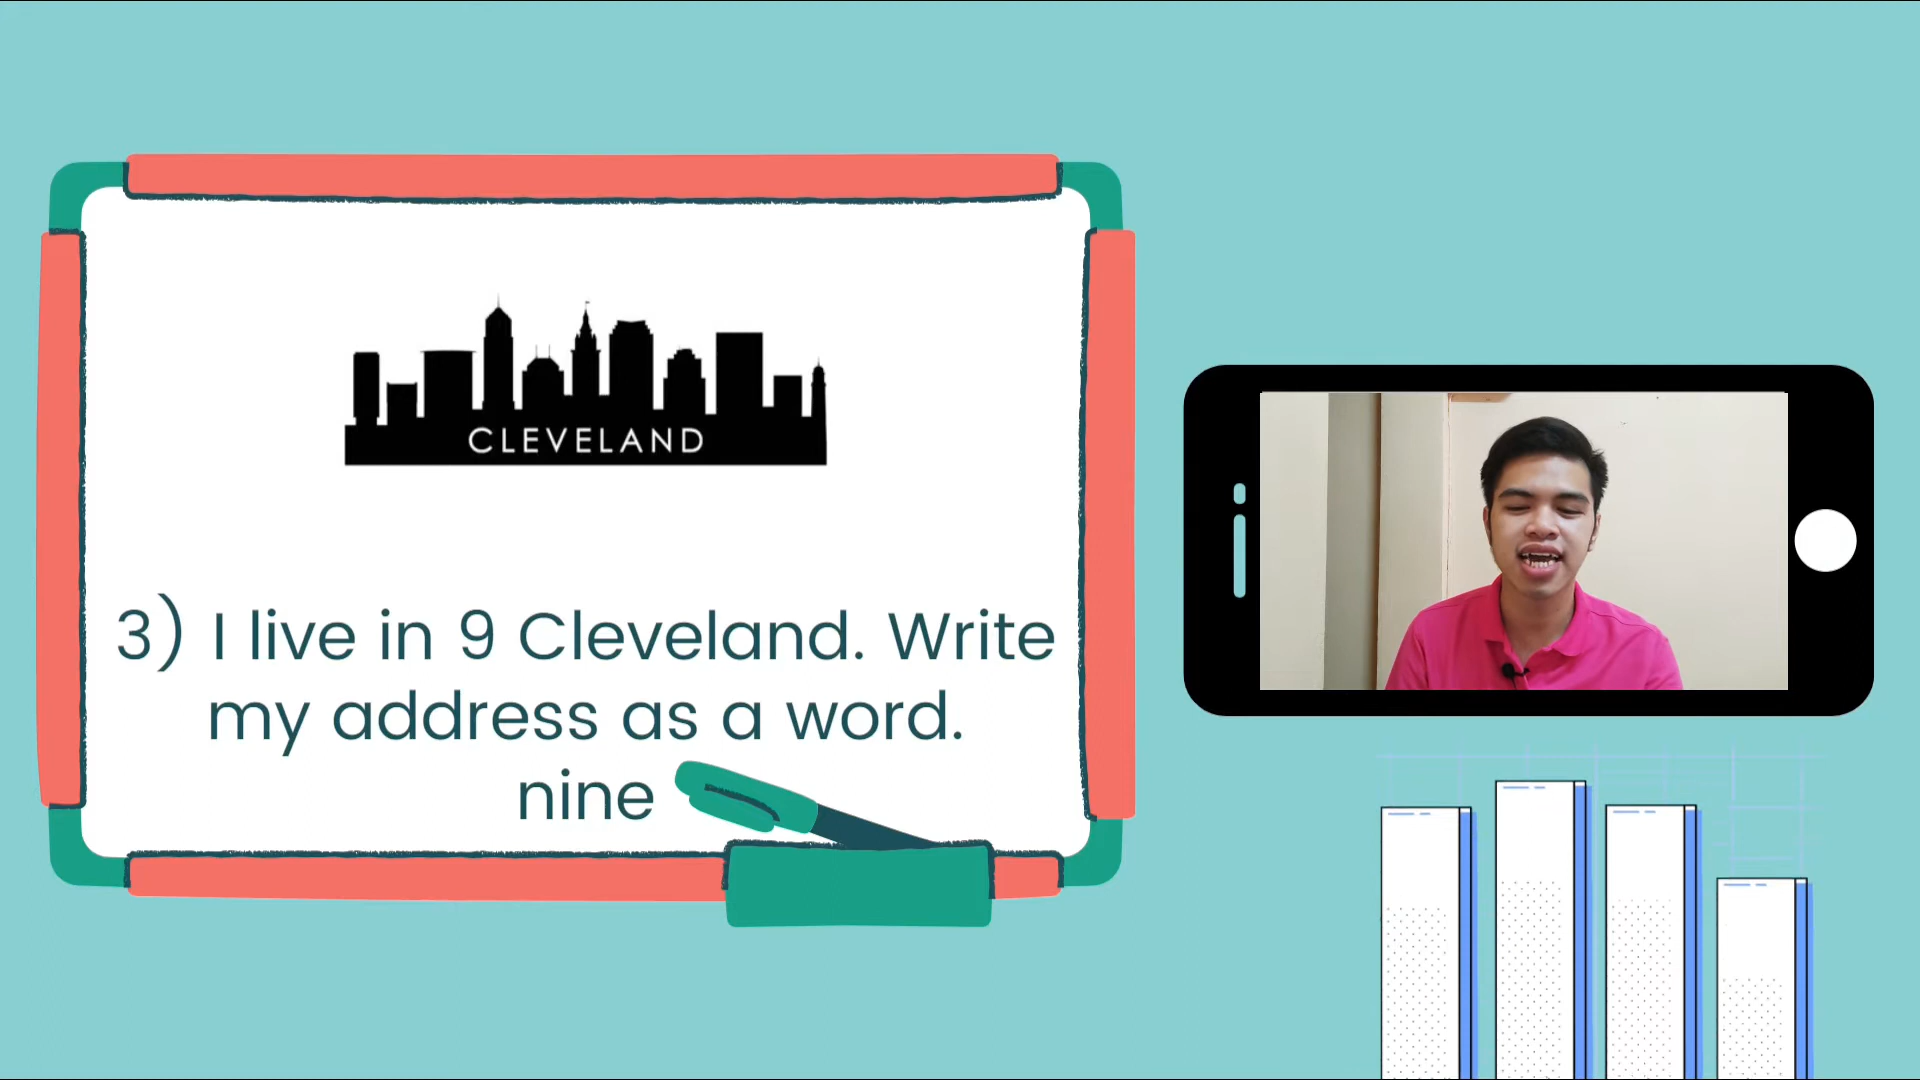 CLEVELAND
3) I live in 9 Cleveland. Write
my address as a word.
nine